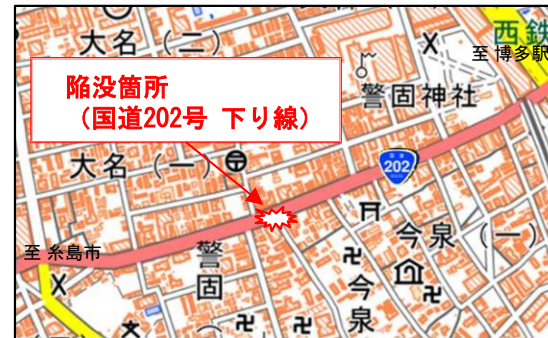 西鉄
大名（二）
至 博多駅
陥没箇所
（国道202号 下り線）
警固神社
大名（一）
202
今泉（一）
至 糸島市
警固（
今泉